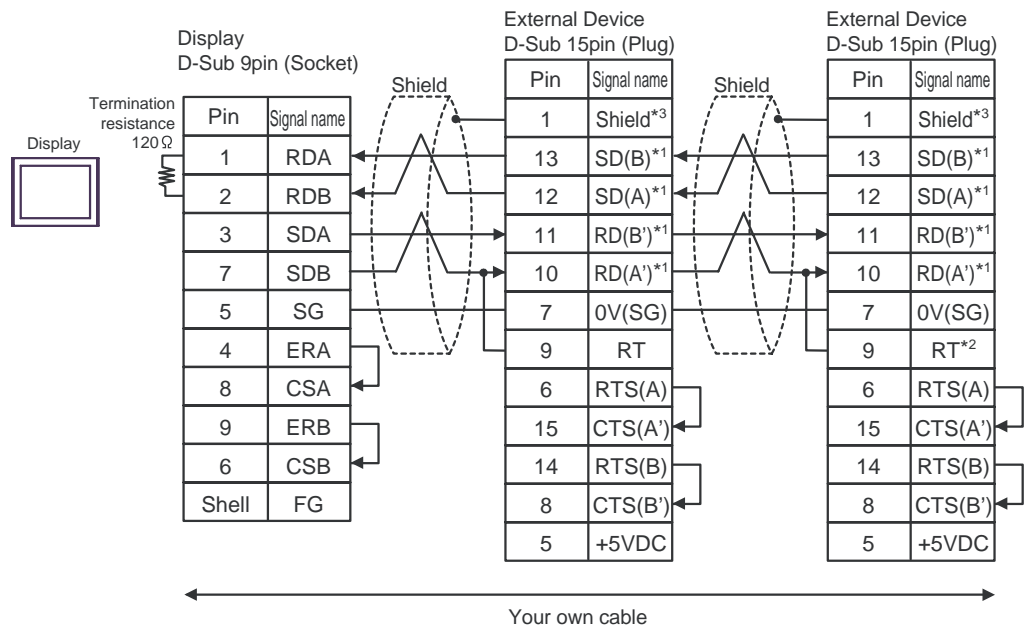 Display
D-Sub 9pin (Socket)
External Device
D-Sub 15pin (Plug)
External Device
D-Sub 15pin (Plug)
Shield
Shield
Display
Termination
resistance
120Ω
Pin Signal name
1 RDA
2 RDB
3 SDA
7 SDB
5 SG
4 ERA
8 CSA
9 ERB
6 CSB
Shell FG
Pin Signal name
1 Shield*3
13 SD(B)*1
12 SD(A)*1
11 RD(B')*1
10 RD(A')*1
7 0V(SG)
9 RT
6 RTS(A)
15 CTS(A')
14 RTS(B)
8 CTS(B')
5 +5VDC
Pin Signal name
1 Shield*3
13 SD(B)*1
12 SD(A)*1
11 RD(B')*1
10 RD(A')*1
7 0V(SG)
9 RT*2
6 RTS(A)
15 CTS(A')
14 RTS(B)
8 CTS(B')
5 +5VDC
Your own cable